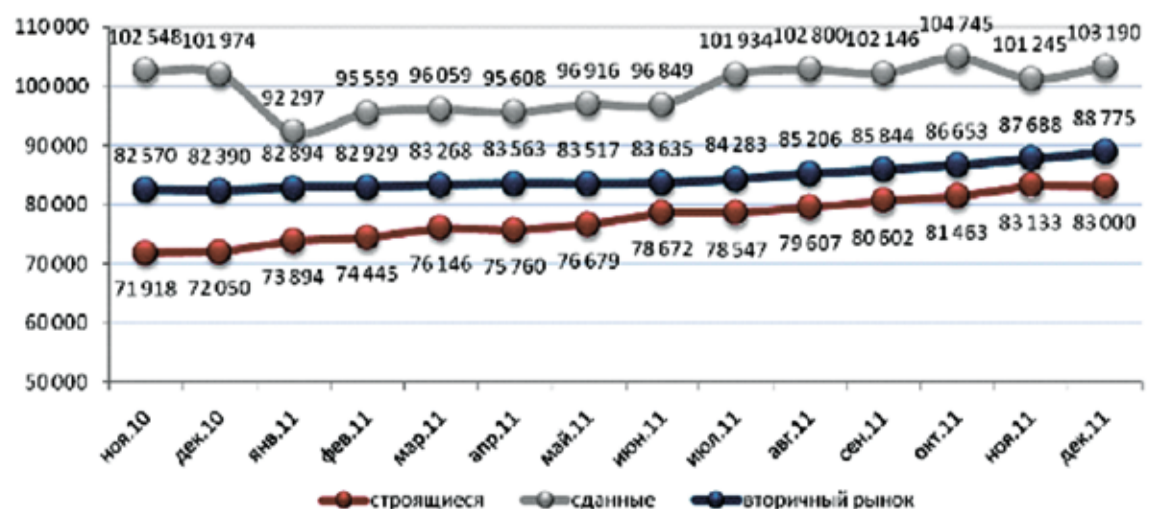 110 000
102 548 101 974 92 297 95 559 96 059 95 608 96 916 96 849 101 934 102 800 102 146 104 745 101 245 103 190
100 000
90 000
82 570 82 390 82 894 82 929 83 268 83 563 83 517 83 635 84 283 85 206 85 844 86 653 87 688 88 775
80 000
71 918 72 050 73 894 74 445 76 146 75 760 76 679 78 672 78 547 79 607 80 602 81 463 83 133 83 000
70 000
60 000
50 000
ноя.10 дек.10 янв.11 фев.11 мар.11 апр.11 май.11 июн.11 июл.11 авг.11 сен.11 окт.11 ноя.11 дек.11
строящиеся сданные вторичный рынок